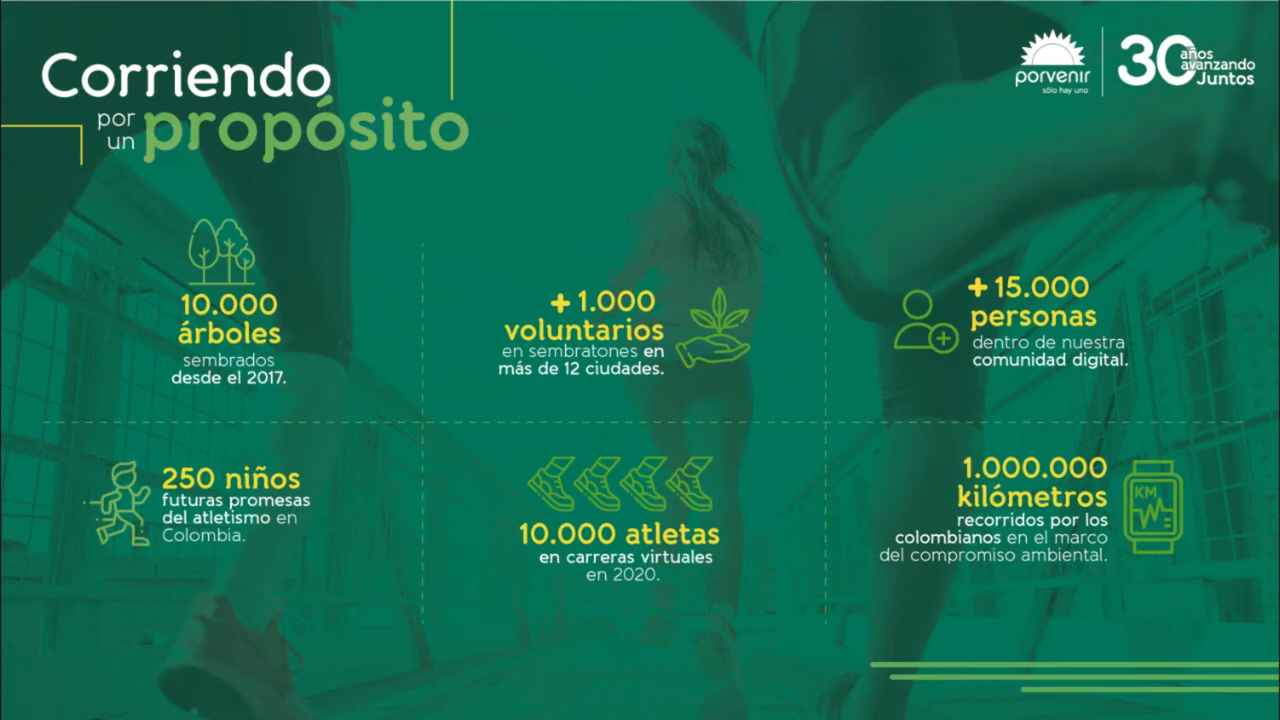 Corriendo
por un propósito
porvenir
sólo hay uno
30 años
avanzando
Juntos
10.000
árboles
sembrados
desde el 2017.
+ 1.000
voluntarios
en sembratones en
más de 12 ciudades.
+ 15.000
personas
dentro de nuestra
comunidad digital.
250 niños
futuras promesas
del atletismo en
Colombia.
10.000 atletas
en carreras virtuales
en 2020.
1.000.000
kilómetros
recorridos por los
colombianos en el marco
del compromiso ambiental.
KM